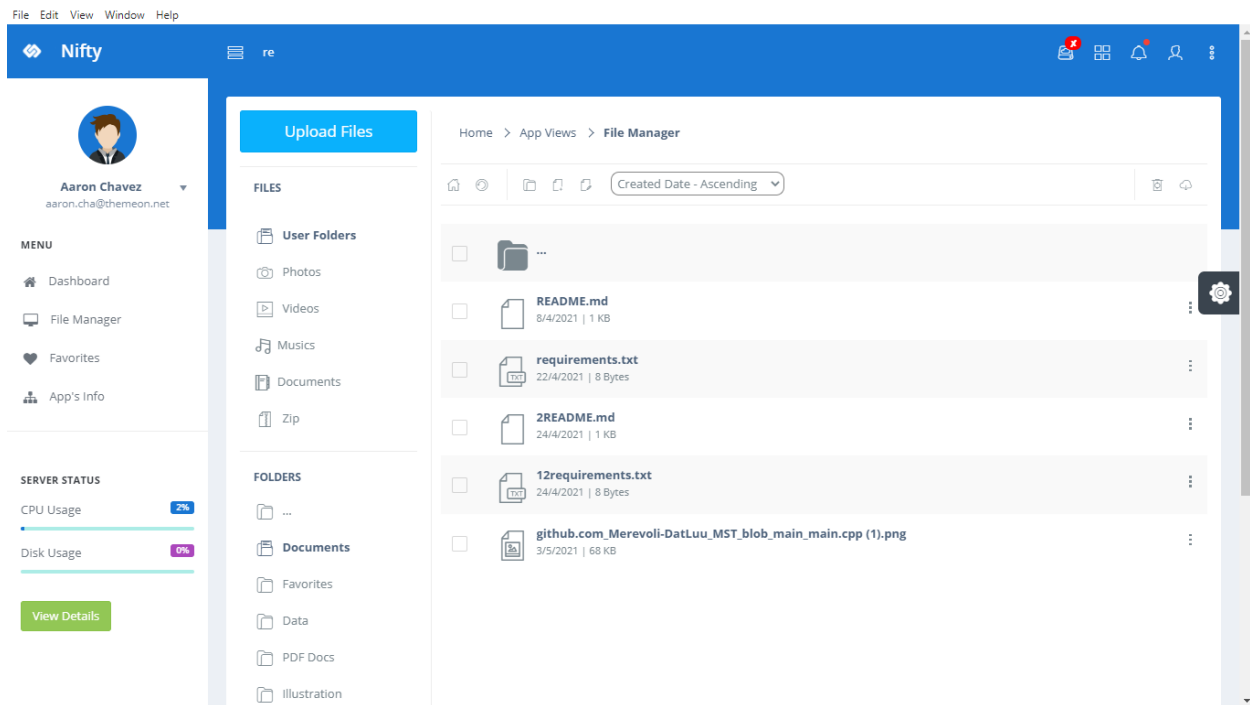 File Edit View Window Help
Nifty
re
x
Aaron Chavez
aaron.cha@themeon.net
MENU
Dashboard
File Manager
Favorites
App's Info
SERVER STATUS
CPU Usage 2%
Disk Usage 0%
View Details
Upload Files
FILES
User Folders
Photos
Videos
Musics
Documents
Zip
FOLDERS
...
Documents
Favorites
Data
PDF Docs
Illustration
Home > App Views > File Manager
Created Date - Ascending
...
README.md
8/4/2021 | 1 KB
requirements.txt
TXT
22/4/2021 | 8 Bytes
2README.md
24/4/2021 | 1 KB
12requirements.txt
TXT
24/4/2021 | 8 Bytes
github.com_Merevoli-DatLuu_MST_blob_main_main.cpp (1).png
3/5/2021 | 68 KB